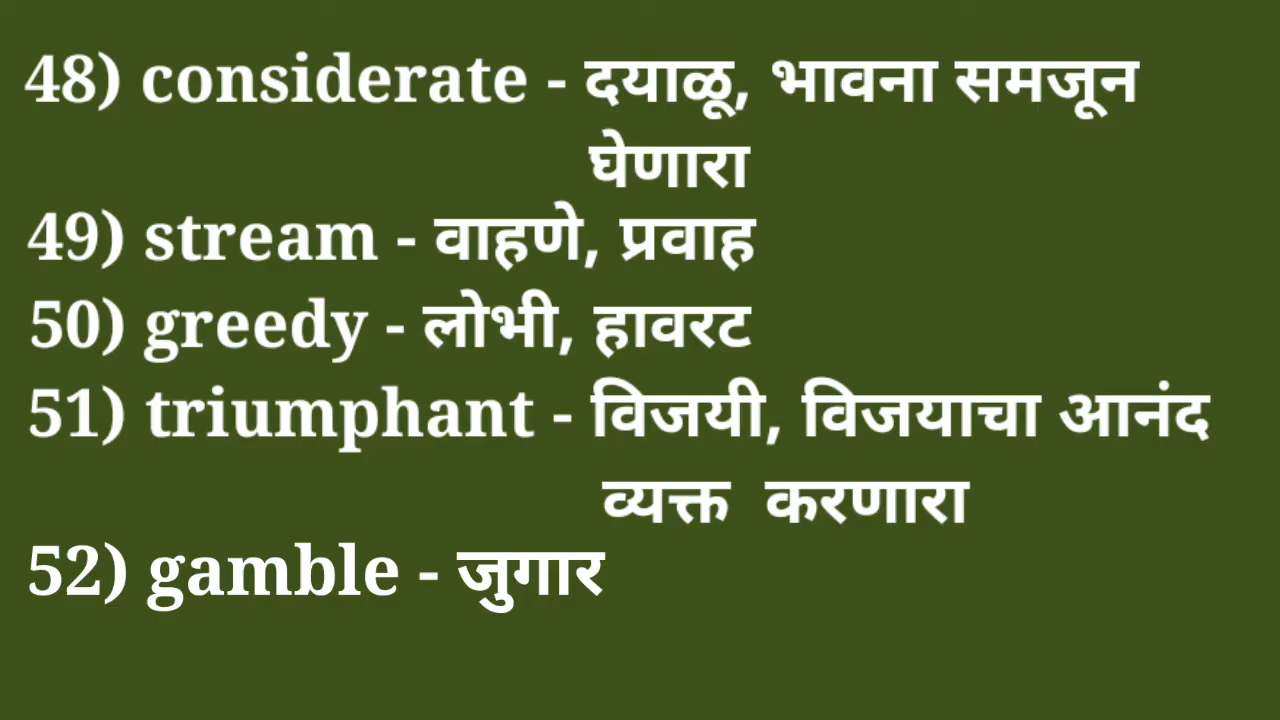 48) considerate - दयाळू, भावना समजून
घेणारा
49) stream - वाहणे, प्रवाह
50) greedy - लोभी, हावरट
51) triumphant - विजयी, विजयाचा आनंद
व्यक्त करणारा
52) gamble - जुगार